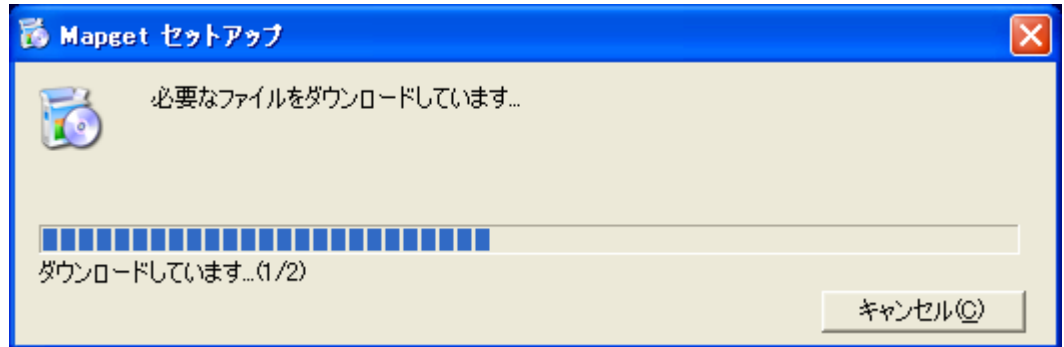 Mapget セットアップ
必要なファイルをダウンロードしています...
ダウンロードしています...(1/2)
キャンセル(C)